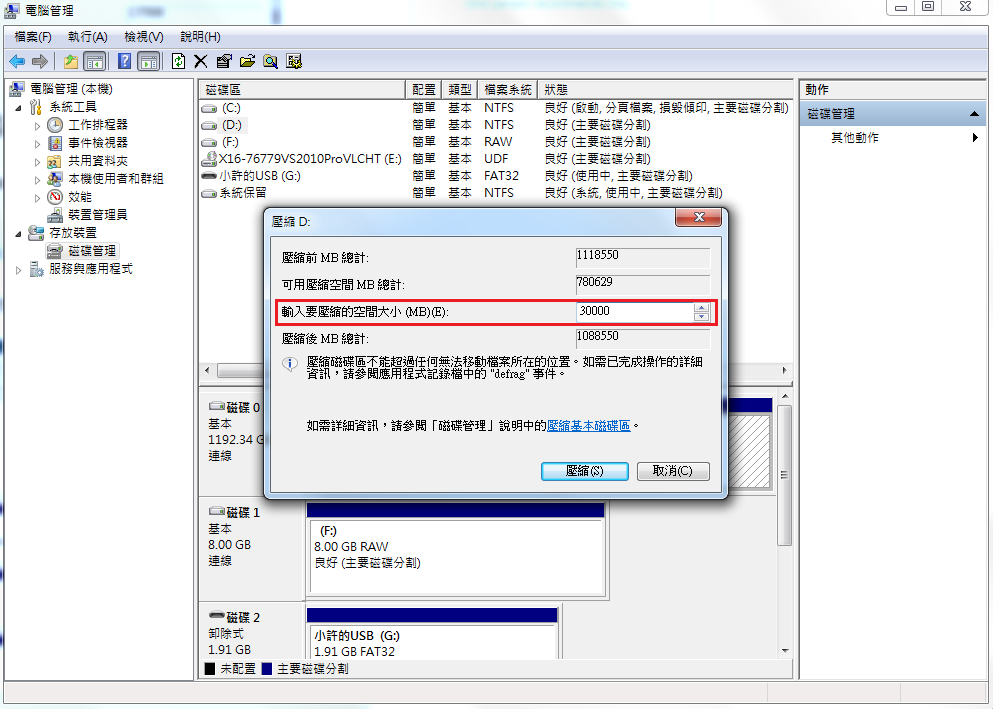 電腦管理
檔案(F) 執行(A) 檢視(V) 說明(H)
電腦管理 (本機)
系統工具
工作排程器
事件檢視器
共用資料夾
本機使用者和群組
效能
裝置管理員
存放裝置
磁碟管理
服務與應用程式
磁碟區 配置 類型 檔案系統 狀態
(C:) 簡單 基本 NTFS 良好 (啟動, 分頁檔案, 損毀傾印, 主要磁碟分割)
(D:) 簡單 基本 NTFS 良好 (主要磁碟分割)
(F:) 簡單 基本 RAW 良好 (主要磁碟分割)
X16-76779VS2010ProVLCHT (E:) 簡單 基本 UDF 良好 (主要磁碟分割)
小許的USB (G:) 簡單 基本 FAT32 良好 (使用中, 主要磁碟分割)
系統保留 簡單 基本 NTFS 良好 (系統, 使用中, 主要磁碟分割)
動作
磁碟管理
其他動作
壓縮 D:
壓縮前 MB 總計: 1118550
可用壓縮空間 MB 總計: 780629
輸入要壓縮的空間大小 (MB)(E): 30000
壓縮後 MB 總計: 1088550
壓縮磁碟區不能超過任何無法移動檔案所在的位置。如需已完成操作的詳細
資訊，請參閱應用程式記錄檔中的 "defrag" 事件。
如需詳細資訊，請參閱「磁碟管理」說明中的壓縮基本磁碟區。
壓縮(S) 取消(C)
磁碟 0
基本
1192.34 G
連線
磁碟 1
基本
8.00 GB
連線
(F:)
8.00 GB RAW
良好 (主要磁碟分割)
磁碟 2
卸除式
1.91 GB
小許的USB (G:)
1.91 GB FAT32
未配置 主要磁碟分割